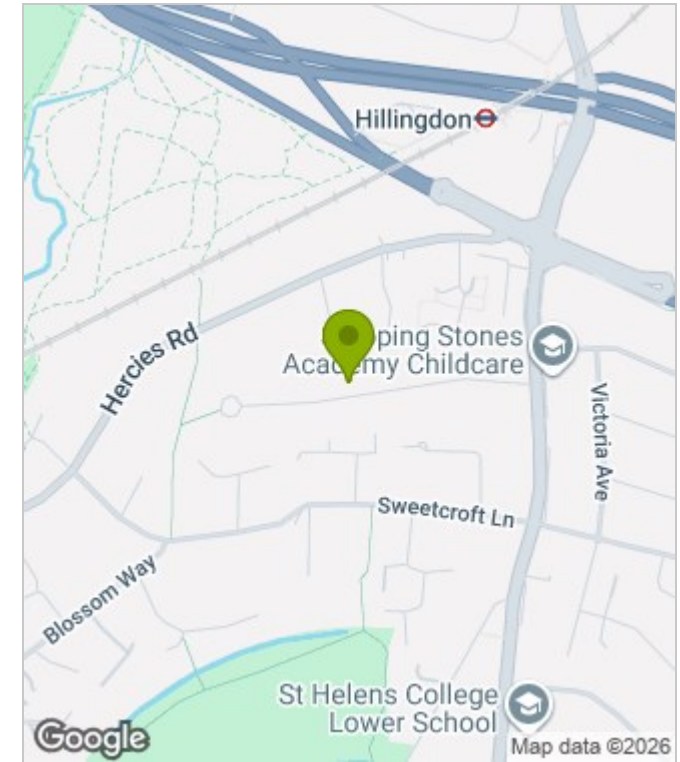 Hillingdon
Hercies Rd
pping Stones
Academy Childcare
Victoria Ave
Sweetcroft Ln
Blossom Way
St Helens College
Lower School
Google
Map data ©2026